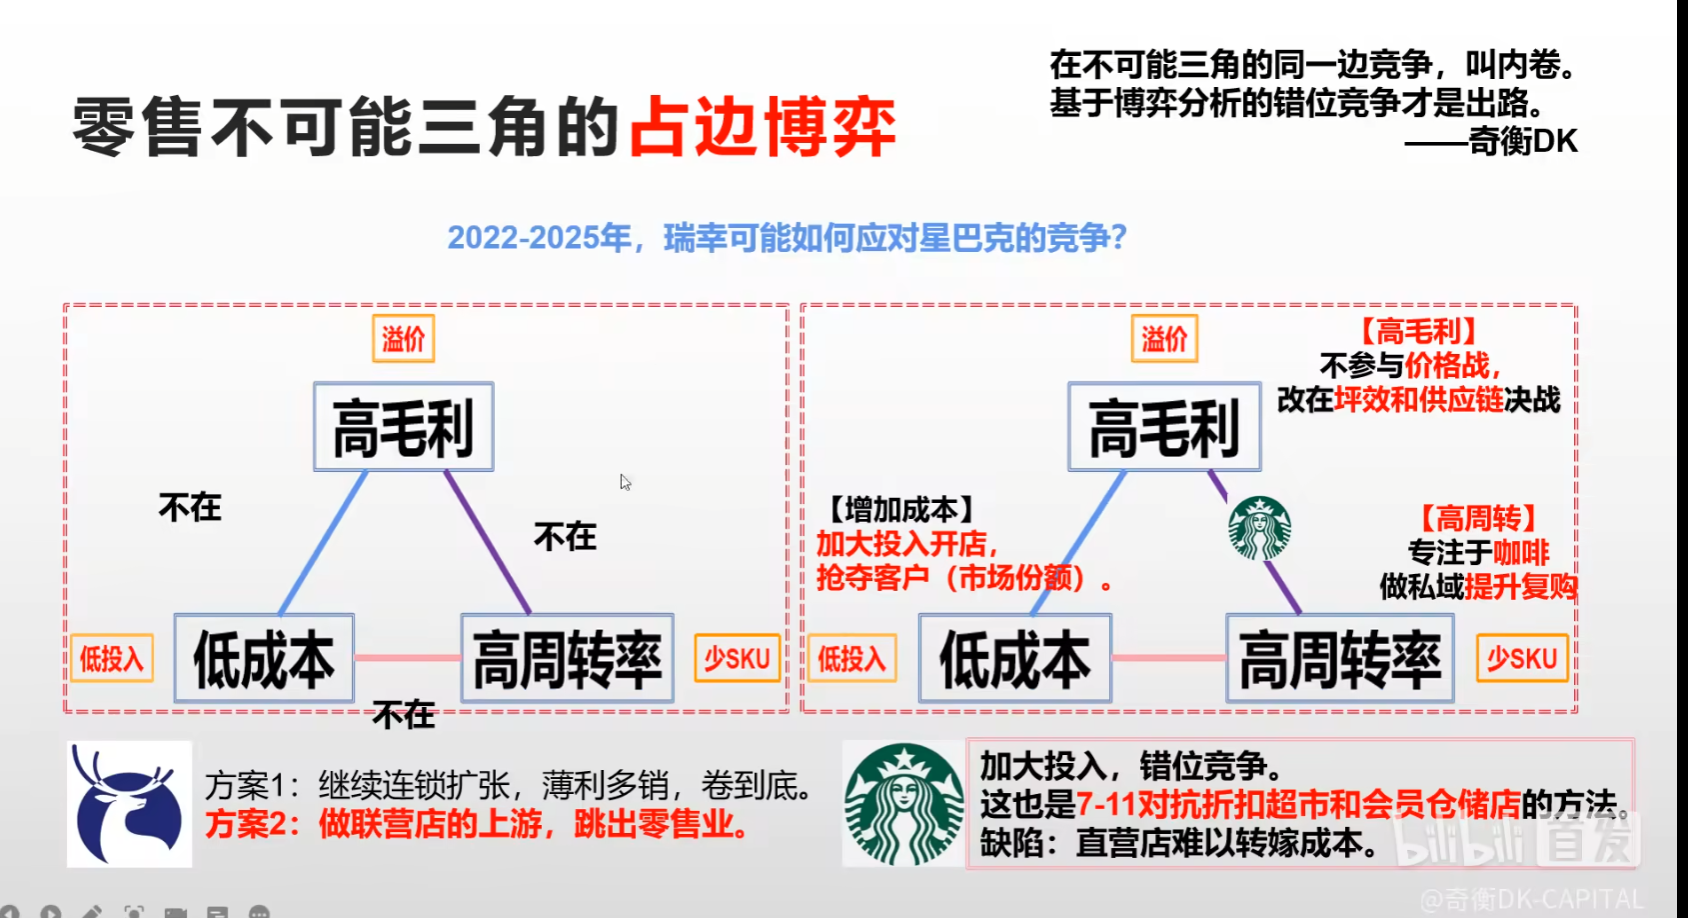 在不可能三角的同一边竞争，叫内卷。
基于博弈分析的错位竞争才是出路。
——奇衡DK
零售不可能三角的占边博弈
2022-2025年，瑞幸可能如何应对星巴克的竞争？
溢价
高毛利
不在
不在
低投入
低成本
高周转率
少SKU
不在
溢价
高毛利
【高毛利】
不参与价格战，
改在坪效和供应链决战
【增加成本】
加大投入开店，
抢夺客户（市场份额）。
【高周转】
专注于咖啡
做私域提升复购
低投入
低成本
高周转率
少SKU
方案1：继续连锁扩张，薄利多销，卷到底。
方案2：做联营店的上游，跳出零售业。
加大投入，错位竞争。
这也是7-11对抗折扣超市和会员仓储店的方法。
缺陷：直营店难以转嫁成本。
bilibili 首发
@奇衡DK-CAPITAL